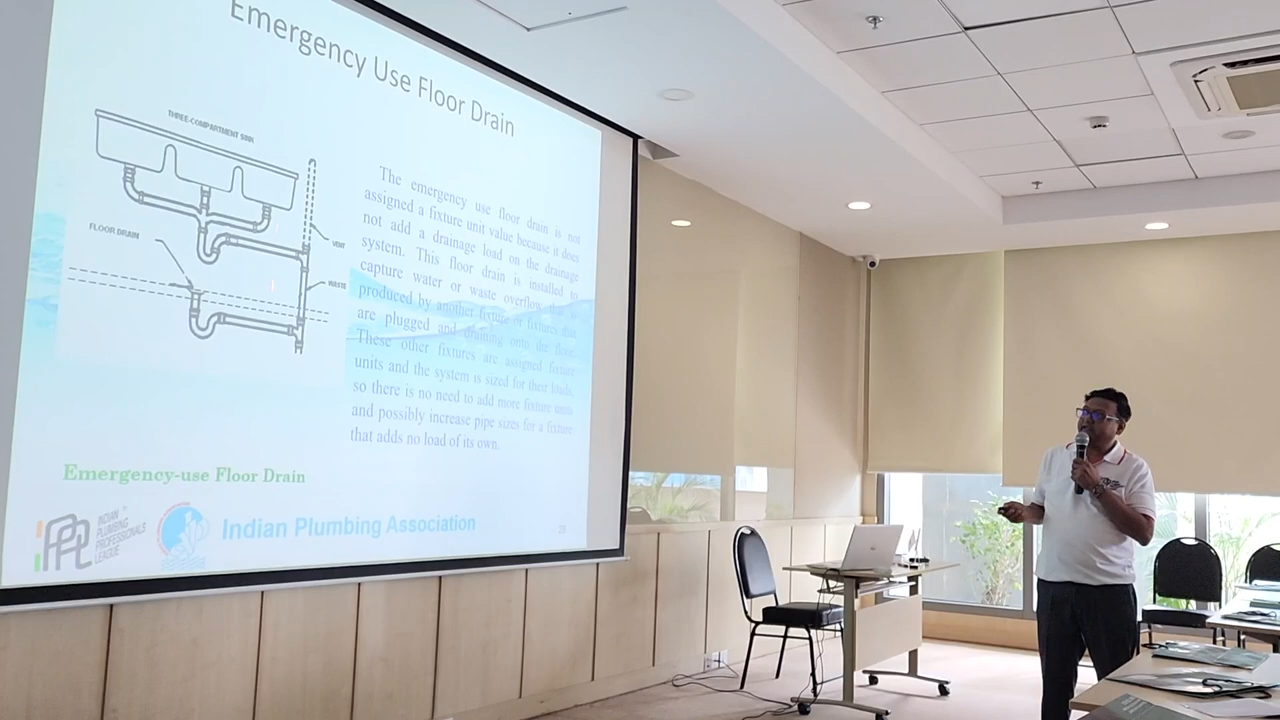 Emergency Use Floor Drain
THREE-COMPARTMENT SINK
FLOOR DRAIN
VENT
WASTE
The emergency use floor drain is not
assigned a fixture unit value because it does
not add a drainage load on the drainage
system. This floor drain is installed to
capture water or waste overflow that is
produced by another fixture or fixtures that
are plugged and draining onto the floor.
These other fixtures are assigned fixture
units and the system is sized for their loads,
so there is no need to add more fixture units
and possibly increase pipe sizes for a fixture
that adds no load of its own.
Emergency-use Floor Drain
IPPL
INDIAN
PLUMBING
PROFESSIONALS
LEAGUE
Indian Plumbing Association